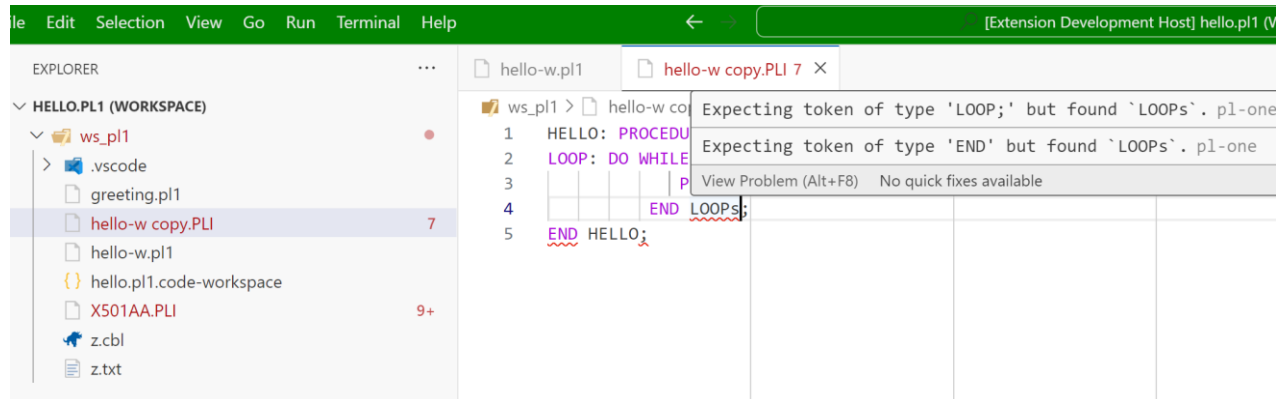 ile Edit Selection View Go Run Terminal Help
[Extension Development Host] hello.pl1 (W
EXPLORER
HELLO.PL1 (WORKSPACE)
ws_pl1
.vscode
greeting.pl1
hello-w copy.PLI 7
hello-w.pl1
hello.pl1.code-workspace
X501AA.PLI 9+
z.cbl
z.txt
hello-w.pl1
hello-w copy.PLI 7
ws_pl1 > hello-w cop
Expecting token of type 'LOOP;' but found `LOOPs`. pl-one
Expecting token of type 'END' but found `LOOPs`. pl-one
View Problem (Alt+F8) No quick fixes available
1 HELLO: PROCEDU
2 LOOP: DO WHILE
3 P
4 END LOOPs;
5 END HELLO;